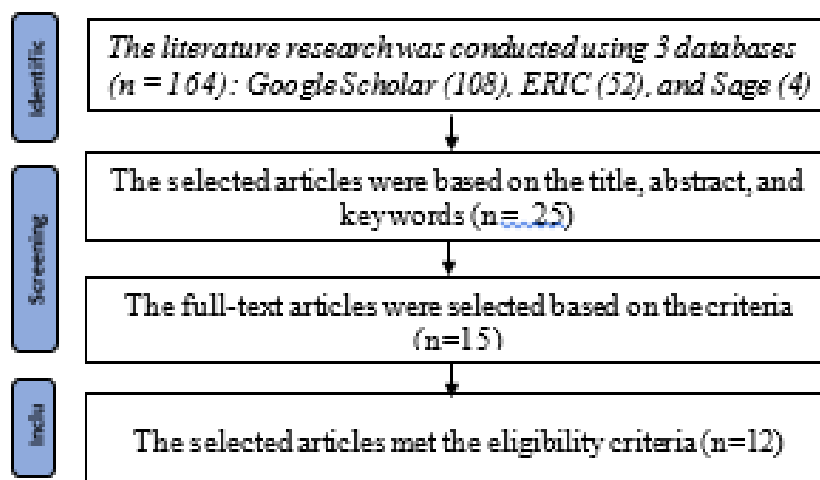 Identific
The literature research was conducted using 3 databases
(n = 164): Google Scholar (108), ERIC (52), and Sage (4)
Screening
The selected articles were based on the title, abstract, and
keywords (n= 25)
The full-text articles were selected based on the criteria
(n=15)
Inclu
The selected articles met the eligibility criteria (n=12)